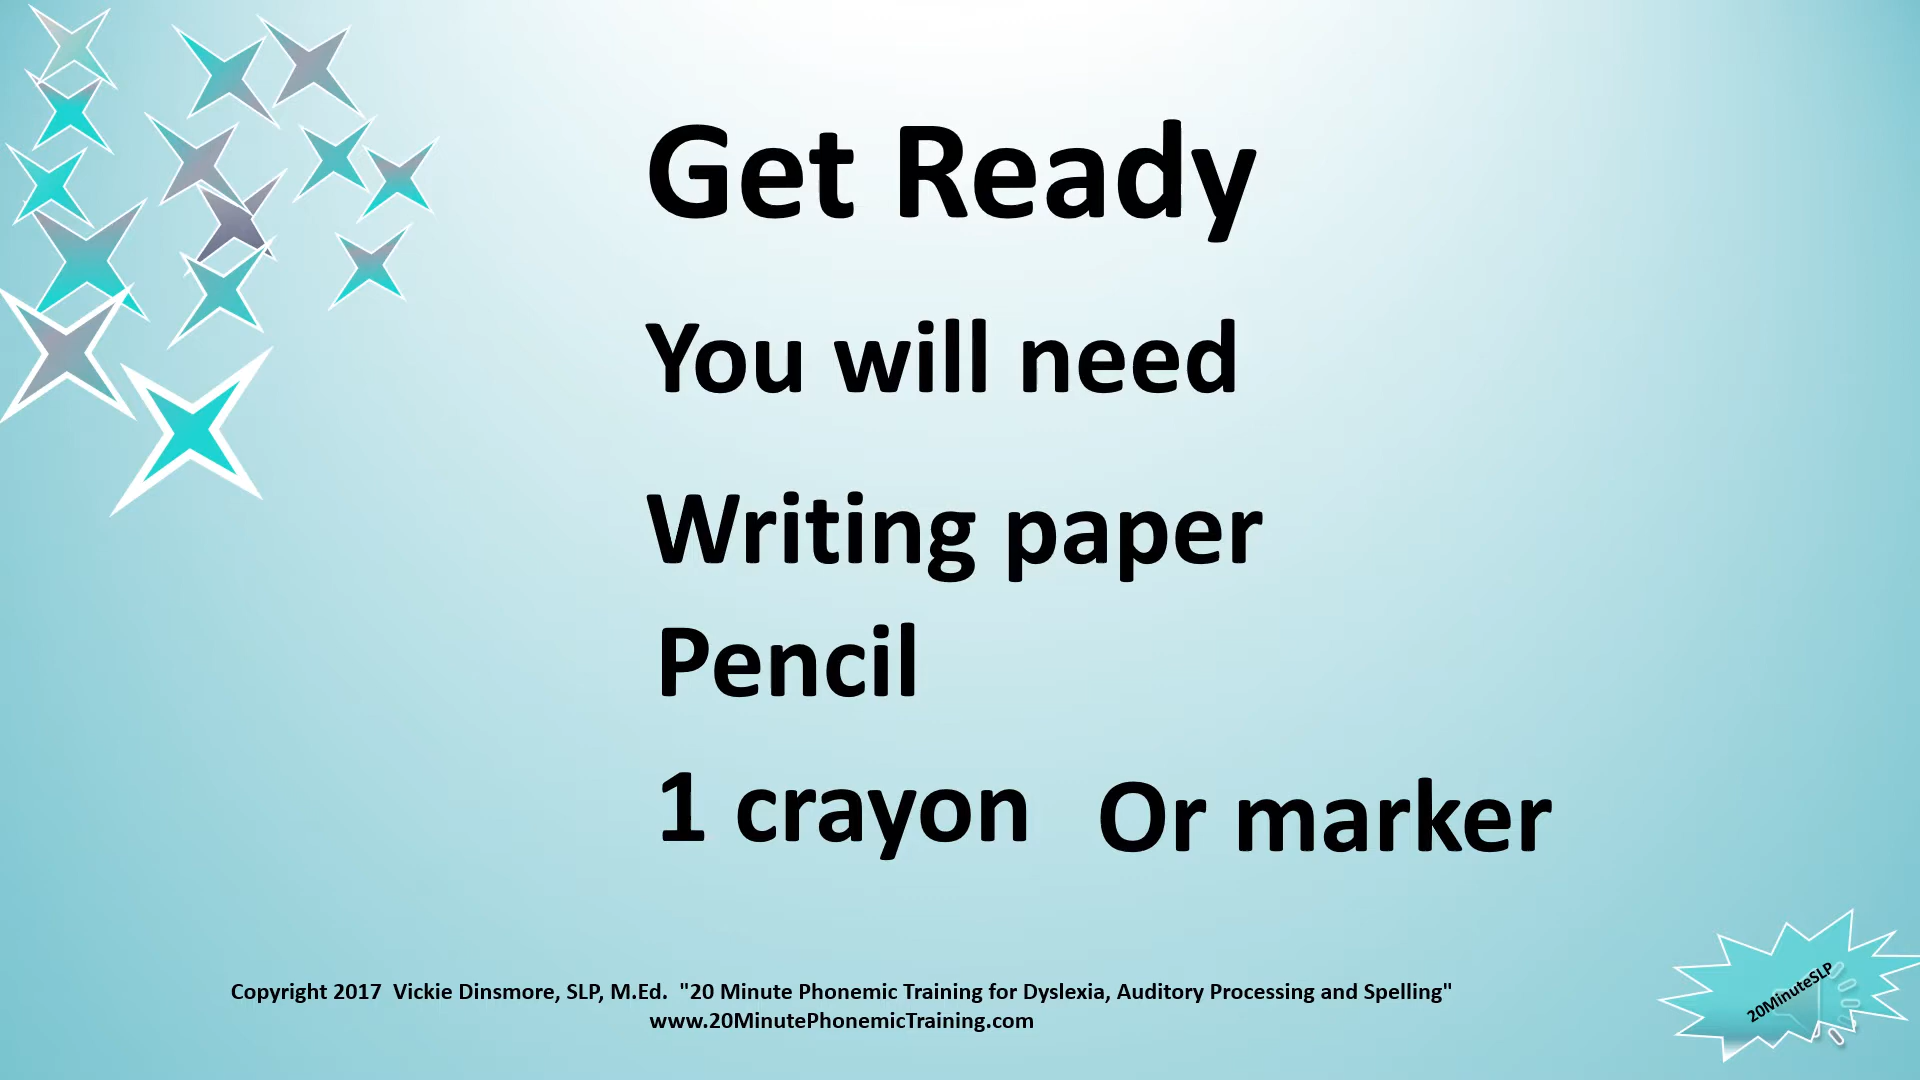 Get Ready
You will need
Writing paper
Pencil
1 crayon Or marker
Copyright 2017 Vickie Dinsmore, SLP, M.Ed. "20 Minute Phonemic Training for Dyslexia, Auditory Processing and Spelling"
www.20MinutePhonemicTraining.com
20MinuteSLP